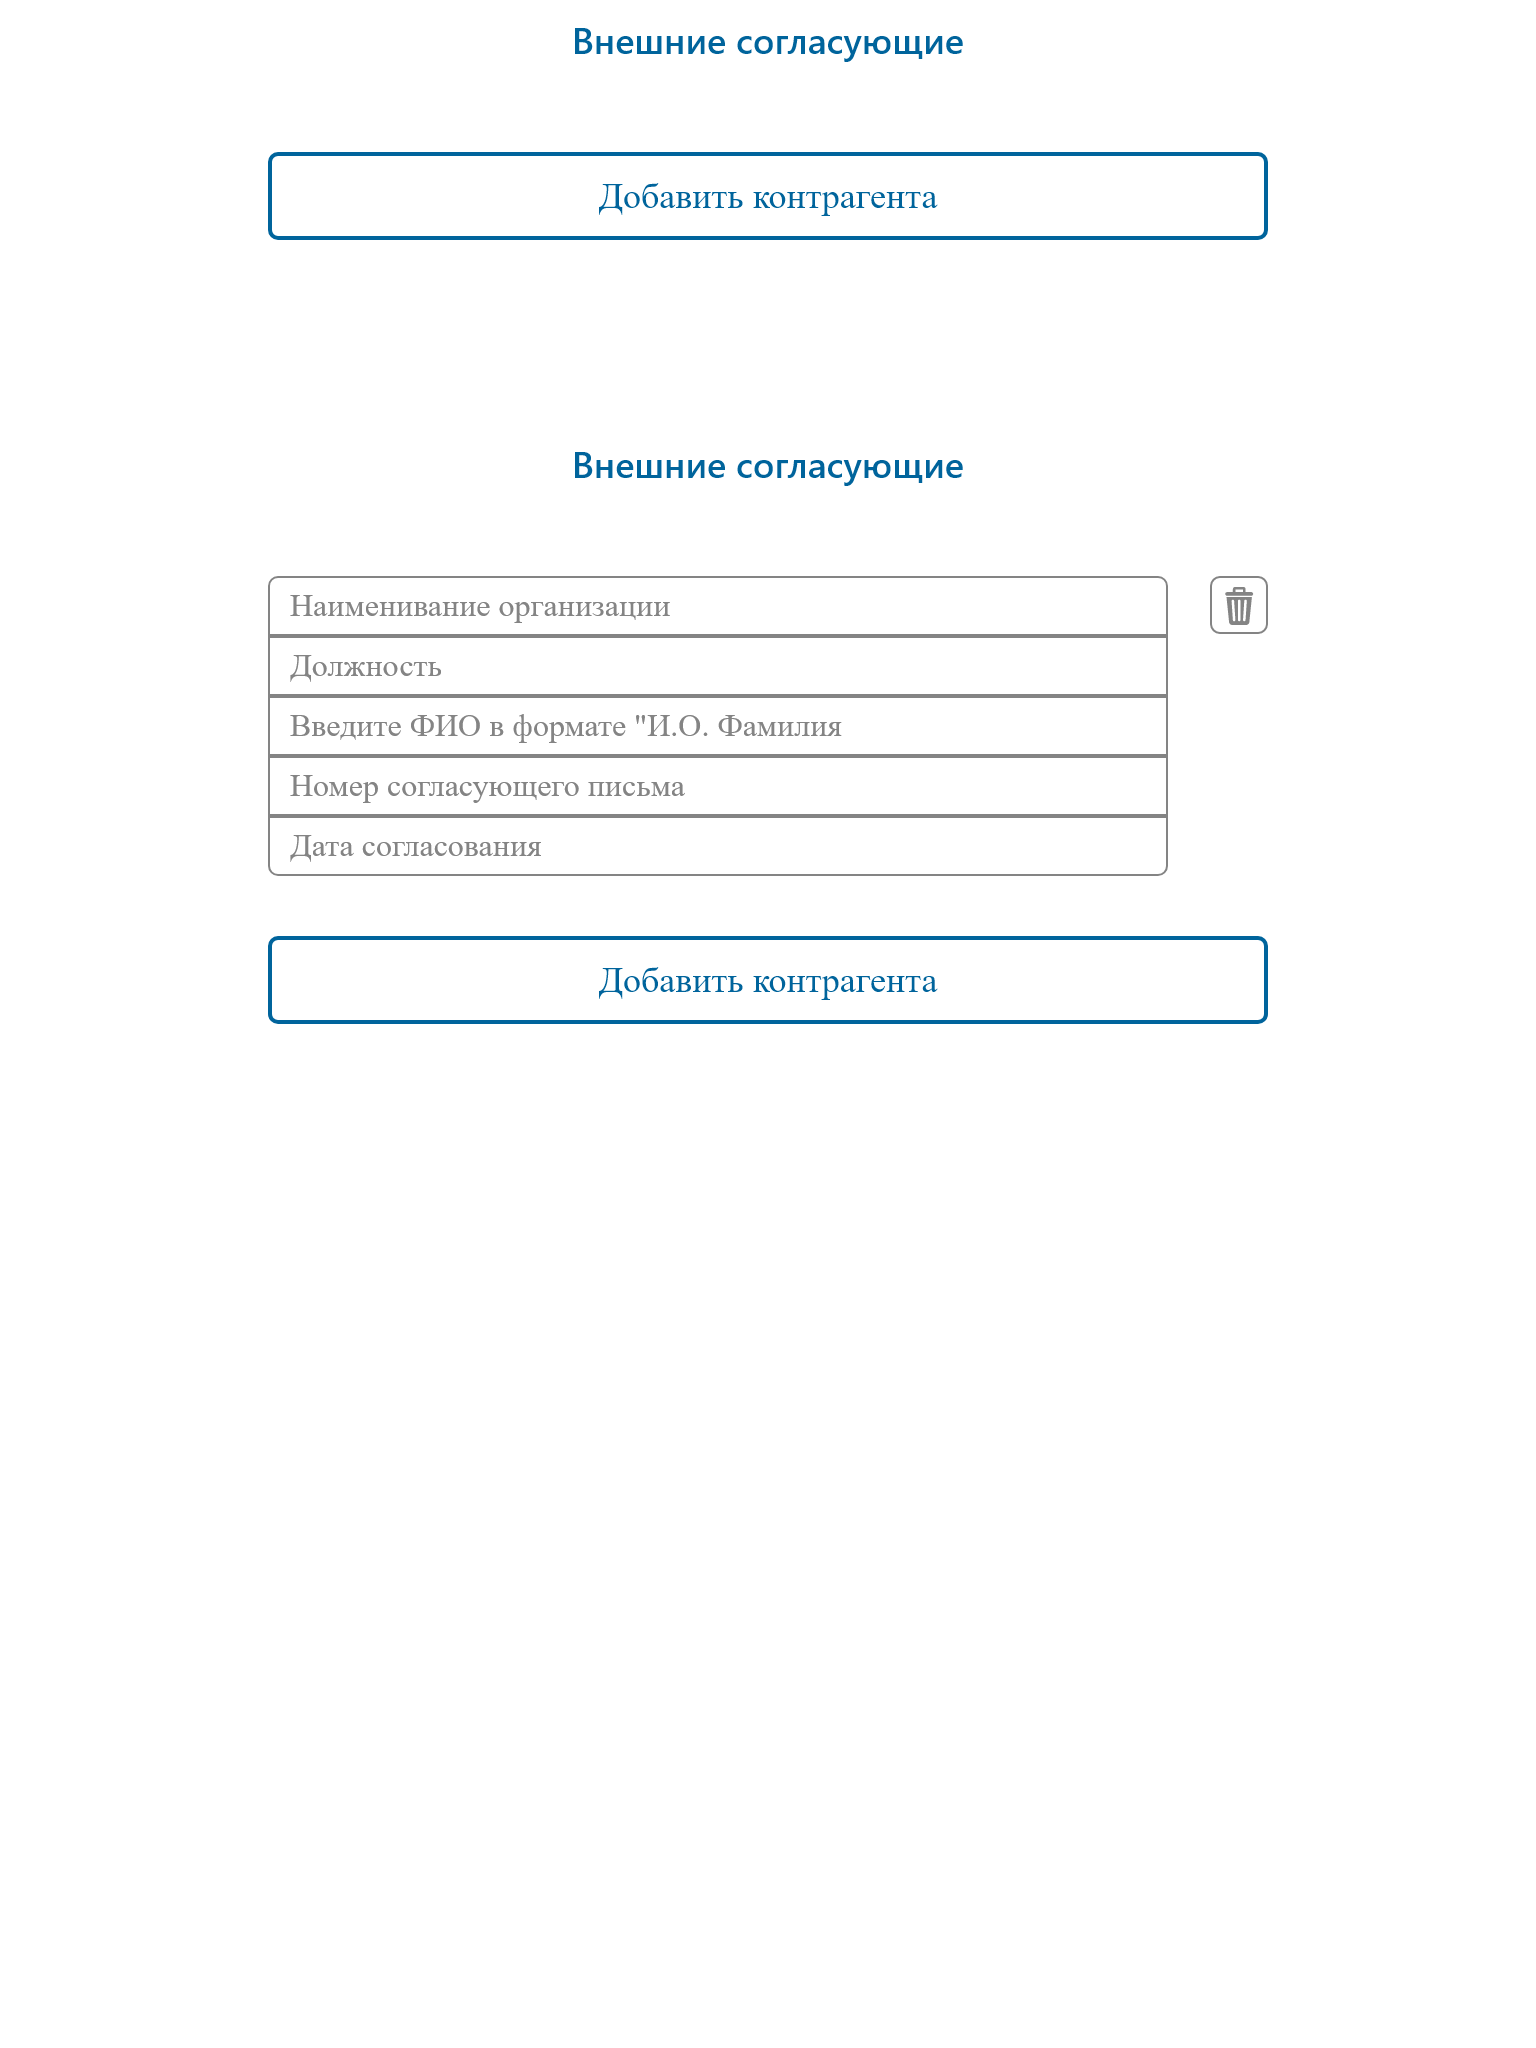 Внешние согласующие
Добавить контрагента
Внешние согласующие
Наименивание организации
Должность
Введите ФИО в формате "И.О. Фамилия
Номер согласующего письма
Дата согласования
Добавить контрагента